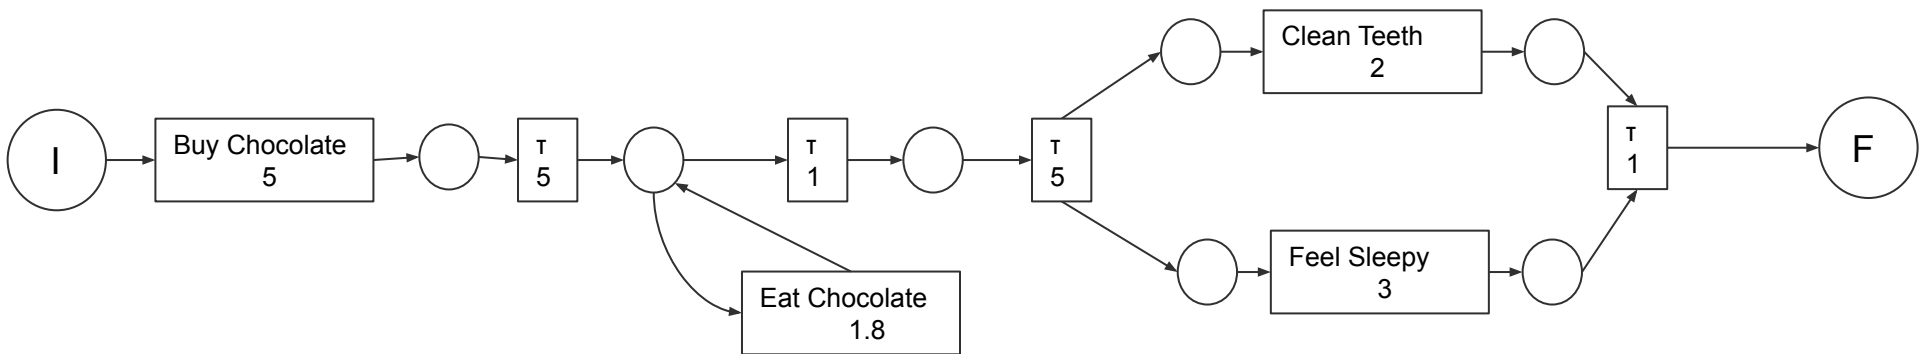 I
Buy Chocolate
5
τ
5
τ
1
Eat Chocolate
1.8
τ
5
Clean Teeth
2
Feel Sleepy
3
τ
1
F